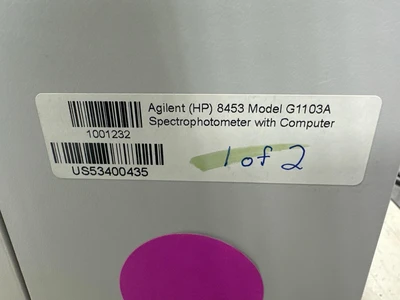 Agilent (HP) 8453 Model G1103A
Spectrophotometer with Computer
1001232
US53400435
1 of 2